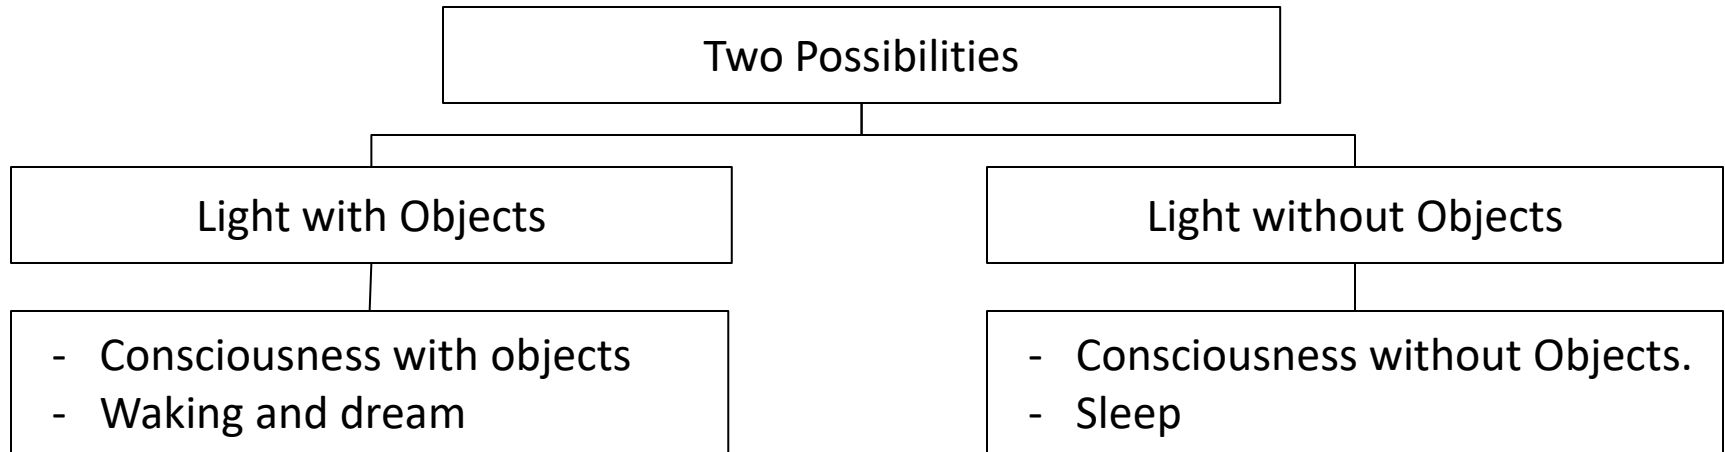 Two Possibilities
Light with Objects
Light without Objects
- Consciousness with objects
- Waking and dream
- Consciousness without Objects.
- Sleep